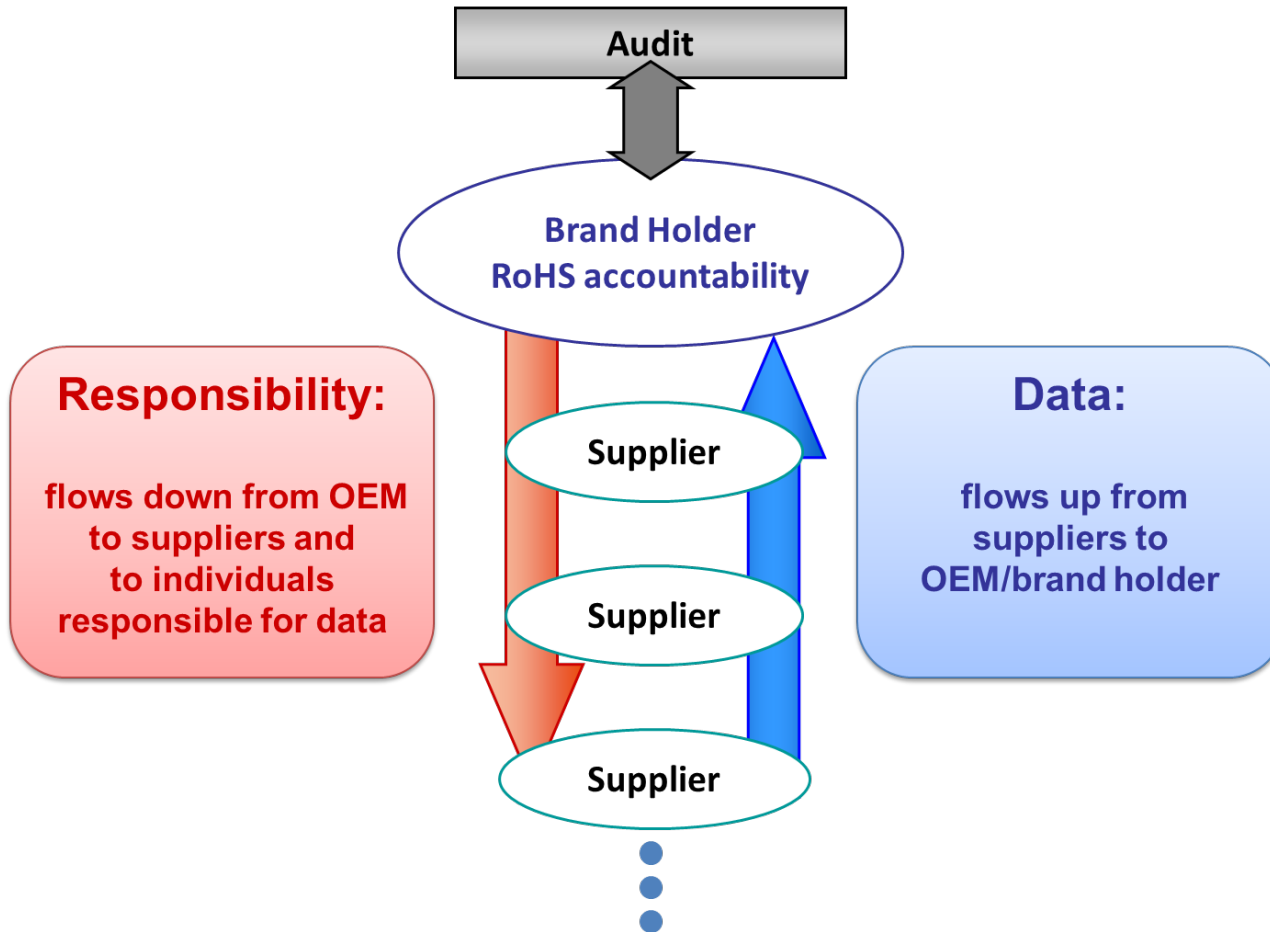 Audit
Brand Holder
RoHS accountability
Responsibility:
flows down from OEM
to suppliers and
to individuals
responsible for data
Supplier
Supplier
Supplier
Data:
flows up from
suppliers to
OEM/brand holder